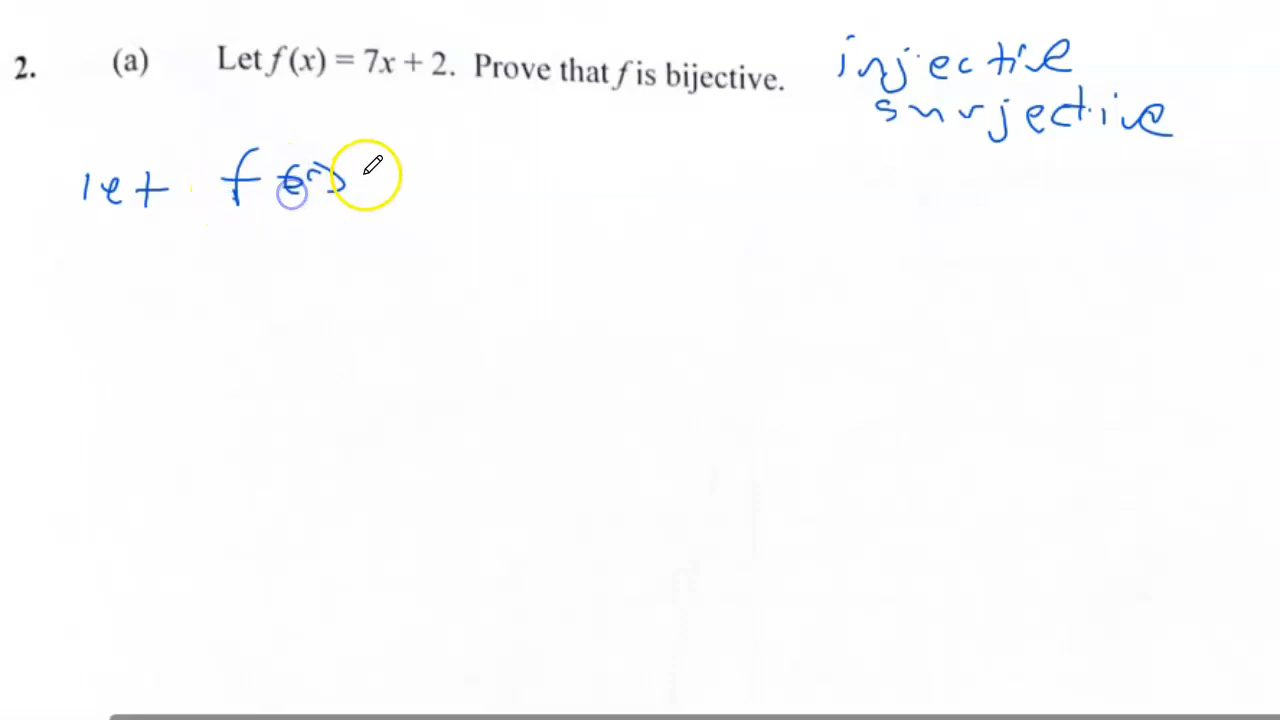 2. (a) Let f(x) = 7x + 2. Prove that f is bijective.
injective
surjective
let f